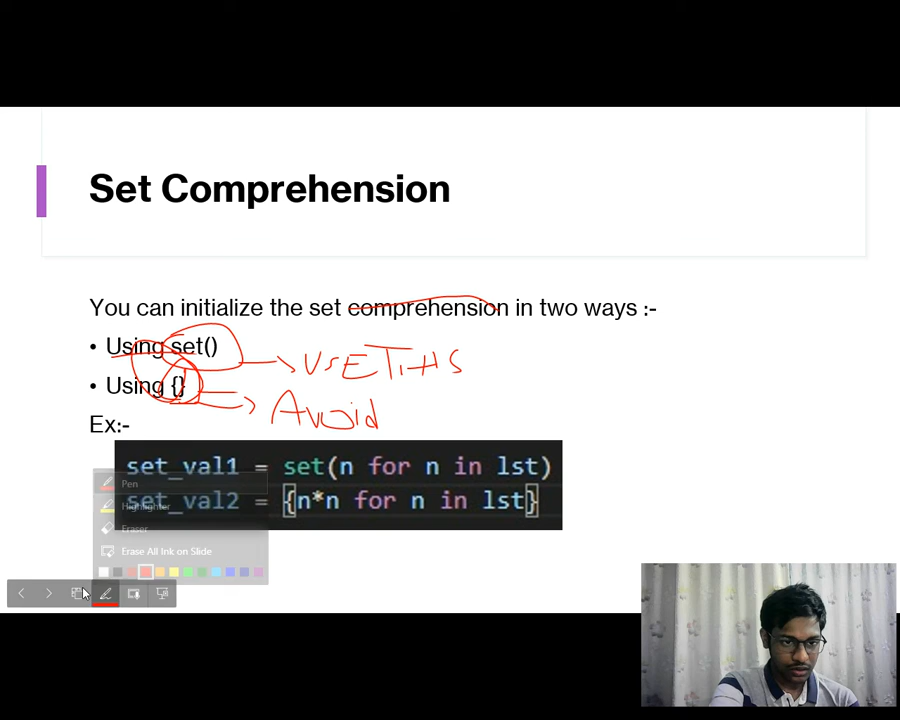 Set Comprehension
You can initialize the set comprehension in two ways :-
• Using set()
USE THIS
• Using {}
Avoid
Ex:-
set_val1 = set(n for n in lst)
set_val2 = {n*n for n in lst}
Pen
Highlighter
Eraser
Erase All Ink on Slide